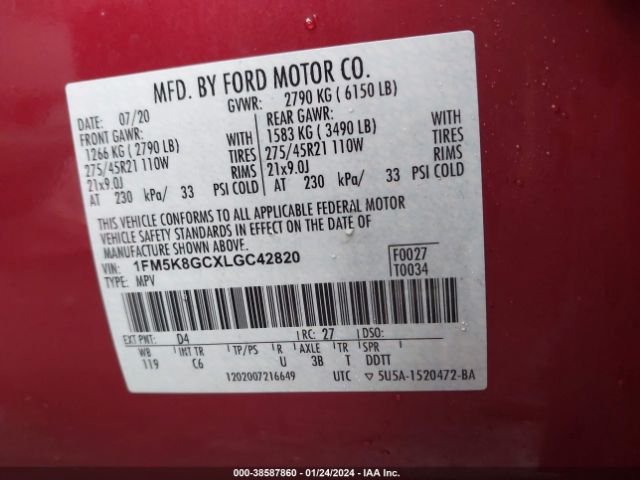 MFD. BY FORD MOTOR CO.
DATE: 07/20 GVWR: 2790 KG ( 6150 LB)
FRONT GAWR: REAR GAWR:
1266 KG ( 2790 LB) WITH 1583 KG ( 3490 LB) WITH
275/45R21 110W TIRES 275/45R21 110W TIRES
21x9.0J RIMS 21x9.0J RIMS
AT 230 kPa/ 33 PSI COLD AT 230 kPa/ 33 PSI COLD
THIS VEHICLE CONFORMS TO ALL APPLICABLE FEDERAL MOTOR
VEHICLE SAFETY STANDARDS IN EFFECT ON THE DATE OF
MANUFACTURE SHOWN ABOVE.
VIN: 1FM5K8GCXLGC42820 F0027
TYPE: MPV T0034
EXT PNT: D4 RC: 27 DSO:
WB INT TR TP/PS R AXLE TR SPR
119 C6 U 3B T DDTT
1202007216649 UTC ▽ 5U5A-1520472-BA
000-38587860 - 01/24/2024 - IAAI.COM